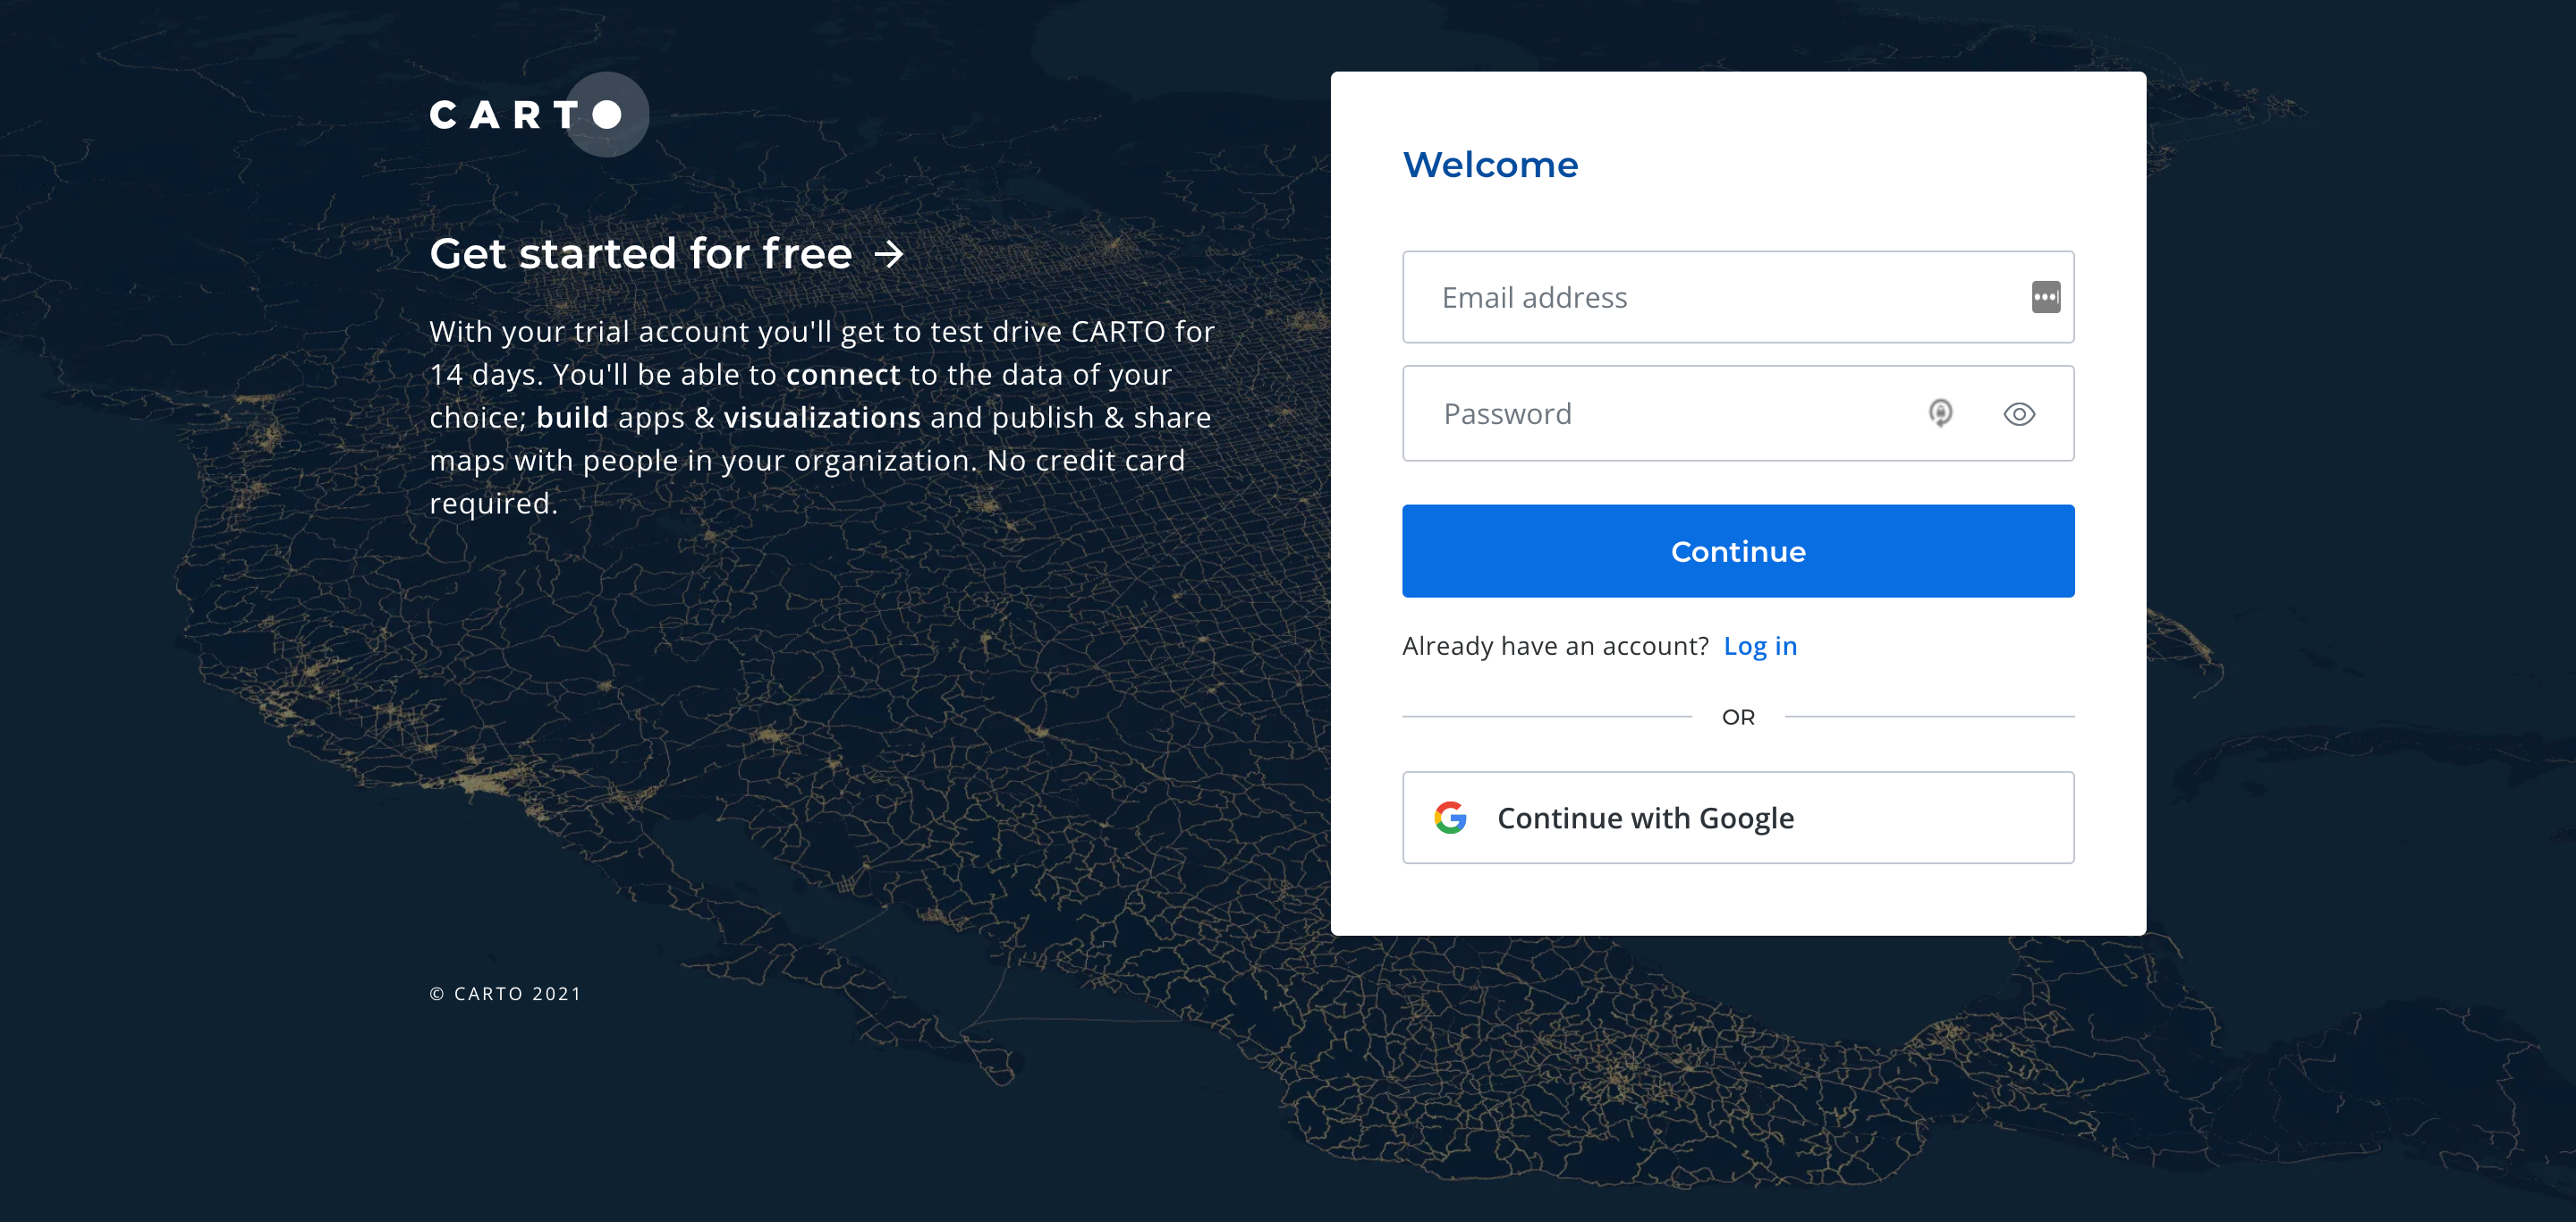 CARTO
Get started for free →
With your trial account you'll get to test drive CARTO for
14 days. You'll be able to connect to the data of your
choice; build apps & visualizations and publish & share
maps with people in your organization. No credit card
required.
© CARTO 2021
Welcome
Email address
Password
Continue
Already have an account? Log in
OR
Continue with Google